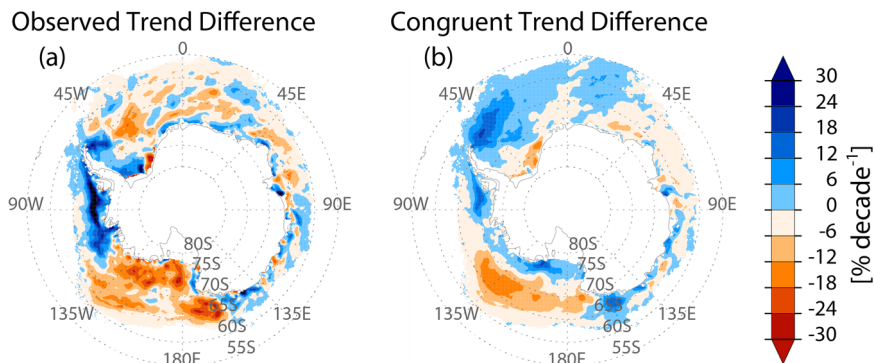 Observed Trend Difference
Congruent Trend Difference
(a)
0
45W
45E
90W
90E
80S
75S
70S
65S
60S
55S
135W
135E
180E
(b)
0
45W
45E
90W
90E
80S
75S
70S
65S
60S
55S
135W
135E
180E
30
24
18
12
6
0
-6
-12
-18
-24
-30
[% decade⁻¹]